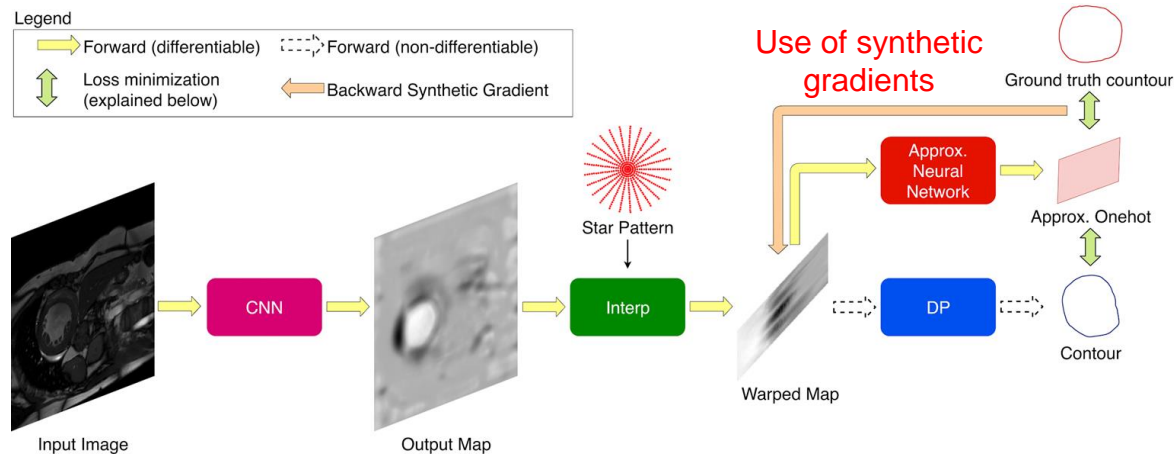 Legend
Forward (differentiable)
Forward (non-differentiable)
Loss minimization
(explained below)
Backward Synthetic Gradient
Use of synthetic
gradients
Ground truth countour
Approx.
Neural
Network
Star Pattern
Approx. Onehot
CNN
Interp
DP
Contour
Warped Map
Input Image
Output Map